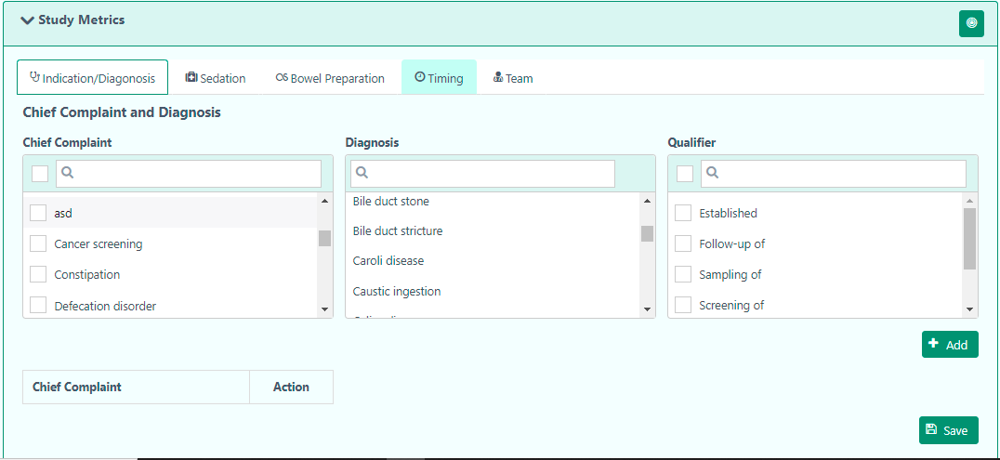 Study Metrics
Indication/Diagonosis Sedation Bowel Preparation Timing Team
Chief Complaint and Diagnosis
Chief Complaint Diagnosis Qualifier
Bile duct stone
asd Established
Bile duct stricture
Cancer screening Follow-up of
Caroli disease
Constipation Sampling of
Caustic ingestion
Defecation disorder Screening of
Add
Chief Complaint Action
Save